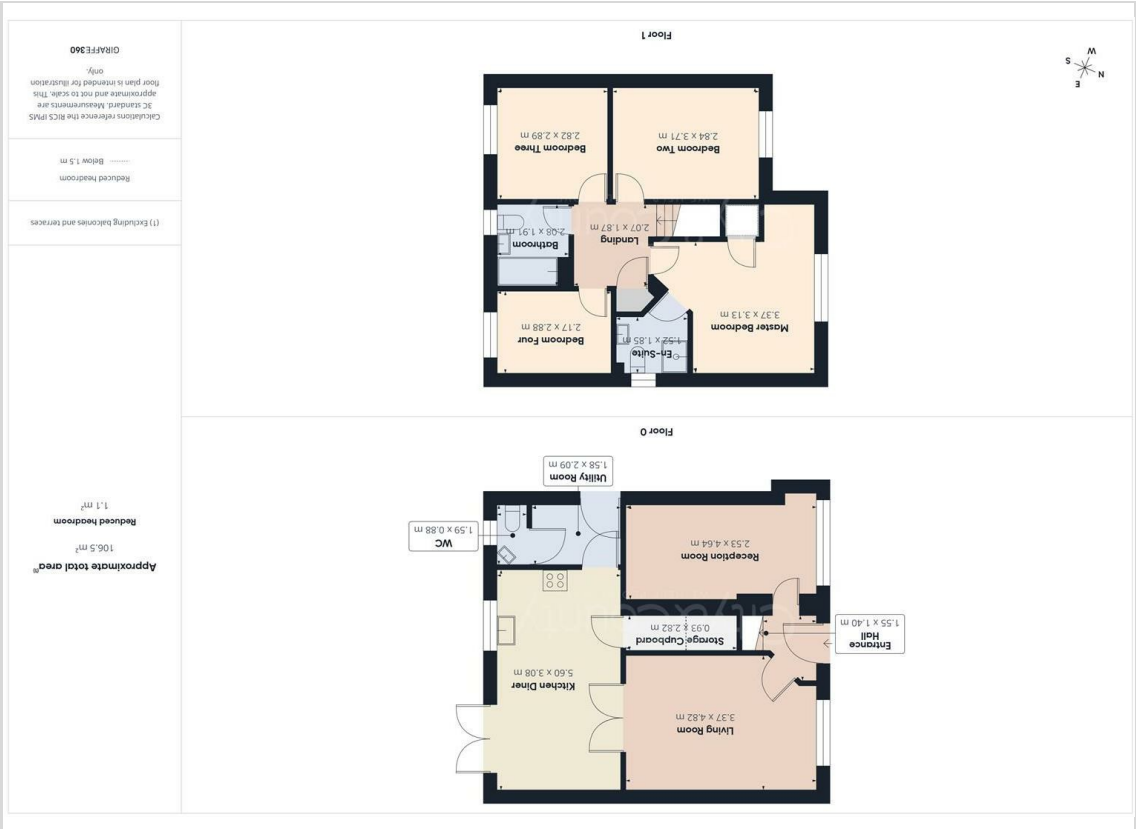 Living Room
3.37 x 4.82 m
Kitchen Diner
5.60 x 3.08 m
Entrance
Hall
1.55 x 1.40 m
Storage Cupboard
0.93 x 2.82 m
Reception Room
2.53 x 4.64 m
WC
1.59 x 0.88 m
Utility Room
1.58 x 2.09 m
Floor 0
Master Bedroom
3.37 x 3.13 m
En-Suite
1.52 x 1.85 m
Bedroom Four
2.17 x 2.88 m
Landing
2.07 x 1.87 m
Bathroom
2.08 x 1.91 m
Bedroom Two
2.84 x 3.71 m
Bedroom Three
2.82 x 2.89 m
N
E
S
W
Floor 1
Approximate total area(1)
106.5 m²
Reduced headroom
1.1 m²
(1) Excluding balconies and terraces
Reduced headroom
........ Below 1.5 m
Calculations reference the RICS IPMS
3C standard. Measurements are
approximate and not to scale. This
floor plan is intended for illustration
only.
GIRAFFE360